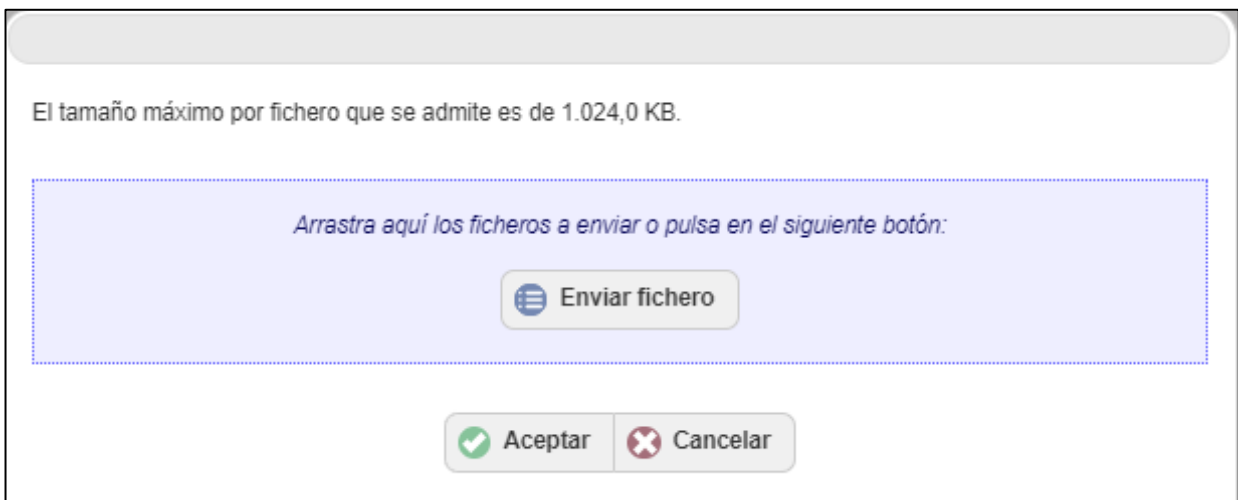 El tamaño máximo por fichero que se admite es de 1.024,0 KB.
Arrastra aquí los ficheros a enviar o pulsa en el siguiente botón:
Enviar fichero
Aceptar Cancelar